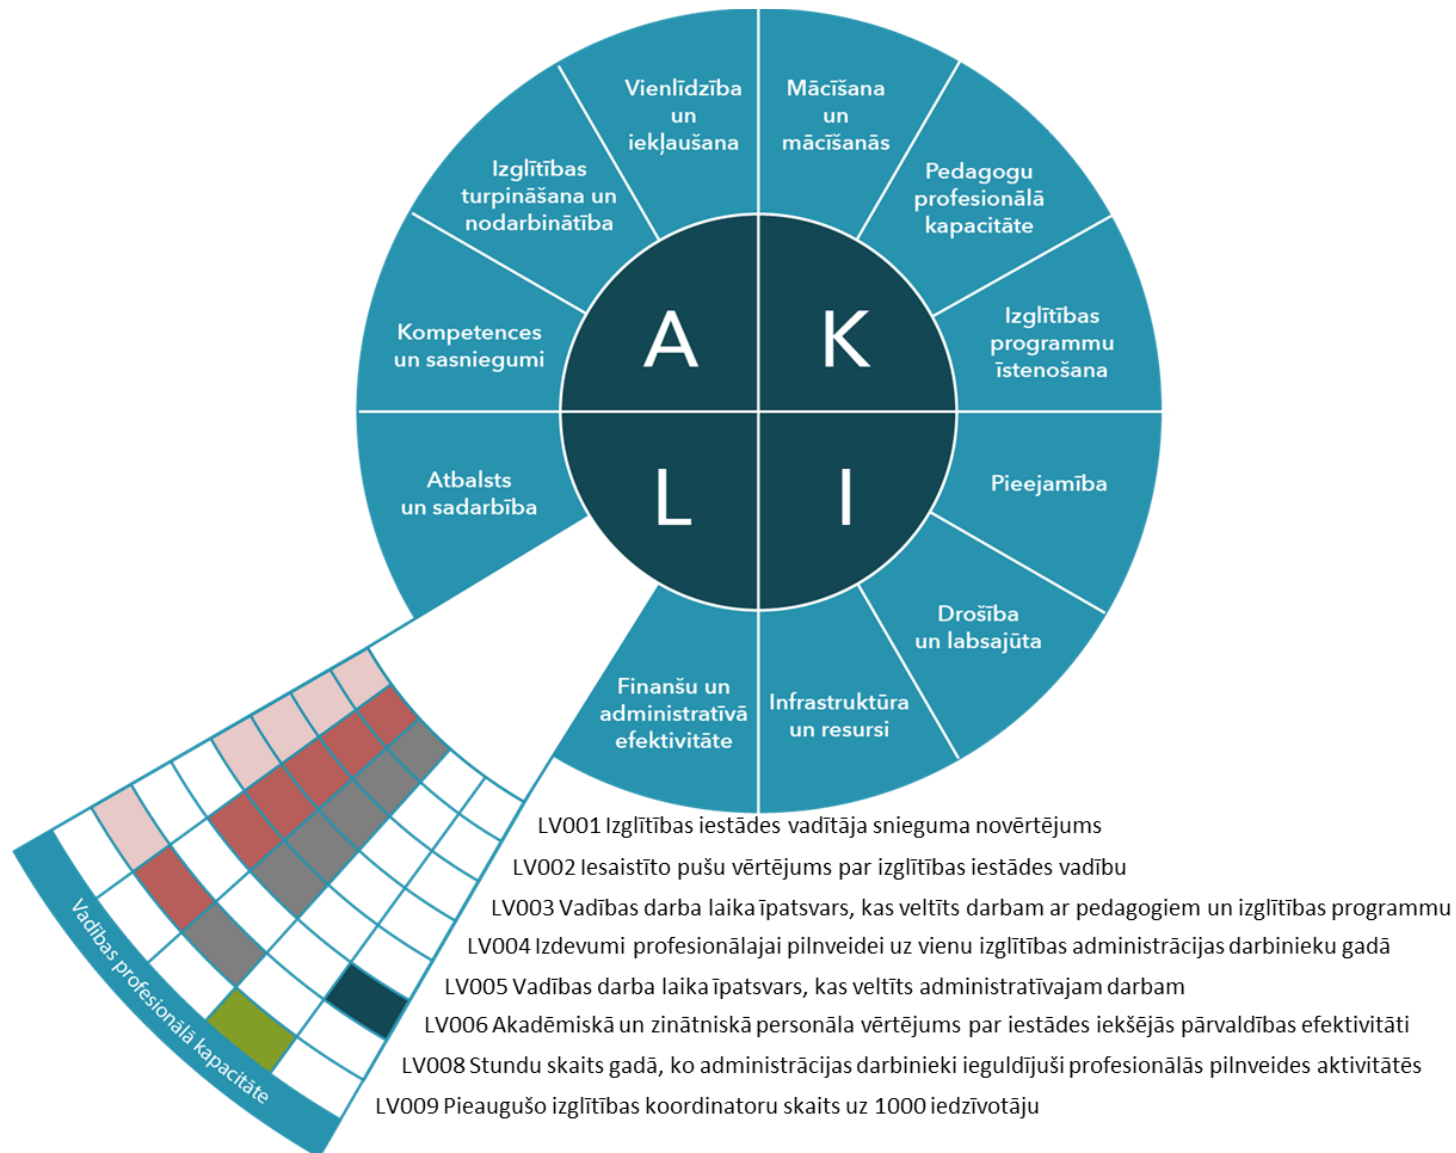 Vienlīdzība
un
iekļaušana
Mācīšana
un
mācīšanās
Izglītības
turpināšana un
nodarbinātība
Pedagogu
profesionālā
kapacitāte
Kompetences
un sasniegumi
A
K
Izglītības
programmu
īstenošana
Atbalsts
un sadarbība
L
I
Pieejamība
Drošība
un labsajūta
Finanšu un
administratīvā
efektivitāte
Infrastruktūra
un resursi
LV001 Izglītības iestādes vadītāja snieguma novērtējums
LV002 Iesaistīto pušu vērtējums par izglītības iestādes vadību
LV003 Vadības darba laika īpatsvars, kas veltīts darbam ar pedagogiem un izglītības programmu
LV004 Izdevumi profesionālajai pilnveidei uz vienu izglītības administrācijas darbinieku gadā
LV005 Vadības darba laika īpatsvars, kas veltīts administratīvajam darbam
LV006 Akadēmiskā un zinātniskā personāla vērtējums par iestādes iekšējās pārvaldības efektivitāti
LV008 Stundu skaits gadā, ko administrācijas darbinieki ieguldījuši profesionālās pilnveides aktivitātēs
LV009 Pieaugušo izglītības koordinatoru skaits uz 1000 iedzīvotāju
Vadības profesionālā kapacitāte